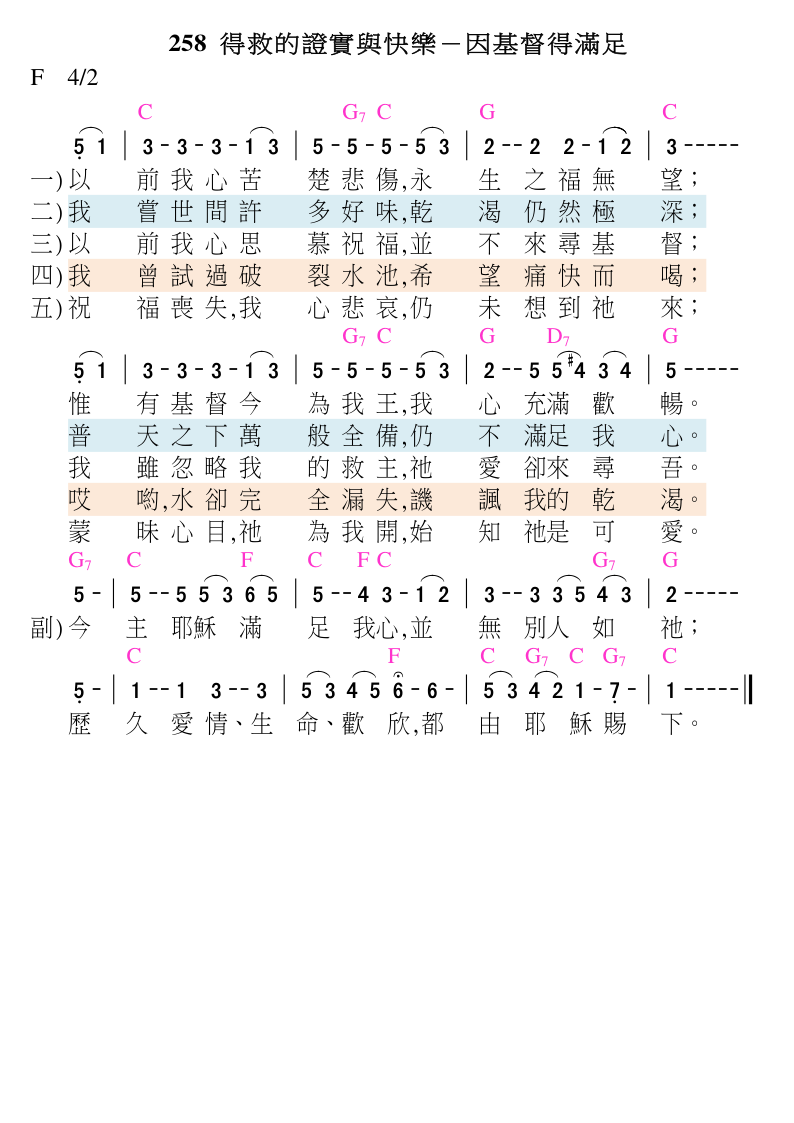 258 得救的證實與快樂－因基督得滿足
F 4/2
C G7 C G C
5̣ 1 | 3 - 3 - 3 - 1 3 | 5 - 5 - 5 - 5 3 | 2 - - 2 2 - 1 2 | 3 - - - - -
一) 以 前 我 心 苦 楚 悲 傷, 永 生 之 福 無 望；
二) 我 嘗 世 間 許 多 好 味, 乾 渴 仍 然 極 深；
三) 以 前 我 心 思 慕 祝 福, 並 不 來 尋 基 督；
四) 我 曾 試 過 破 裂 水 池, 希 望 痛 快 而 喝；
五) 祝 福 喪 失, 我 心 悲 哀, 仍 未 想 到 祂 來；
G7 C G D7 G
5̣ 1 | 3 - 3 - 3 - 1 3 | 5 - 5 - 5 - 5 3 | 2 - - 5 5 #4 3 4 | 5 - - - - -
惟 有 基 督 今 為 我 王, 我 心 充滿 歡 暢。
普 天 之 下 萬 般 全 備, 仍 不 滿足 我 心。
我 雖 忽 略 我 的 救 主, 祂 愛 卻來 尋 吾。
哎 喲, 水 卻 完 全 漏 失, 譏 諷 我的 乾 渴。
蒙 昧 心 目, 祂 為 我 開, 始 知 祂是 可 愛。
G7 C F C F C G7 G
5 - | 5 - - 5 5 3 6 5 | 5 - - 4 3 - 1 2 | 3 - - 3 3 5 4 3 | 2 - - - - -
副) 今 主 耶穌 滿 足 我心, 並 無 別人 如 祂；
C F C G7 C G7 C
5̣ - | 1 - - 1 3 - - 3 | 5 3 4 5 6 - 6 - | 5 3 4 2 1 - 7̣ - | 1 - - - - - ‖
歷 久 愛 情、生 命、歡 欣, 都 由 耶 穌 賜 下。